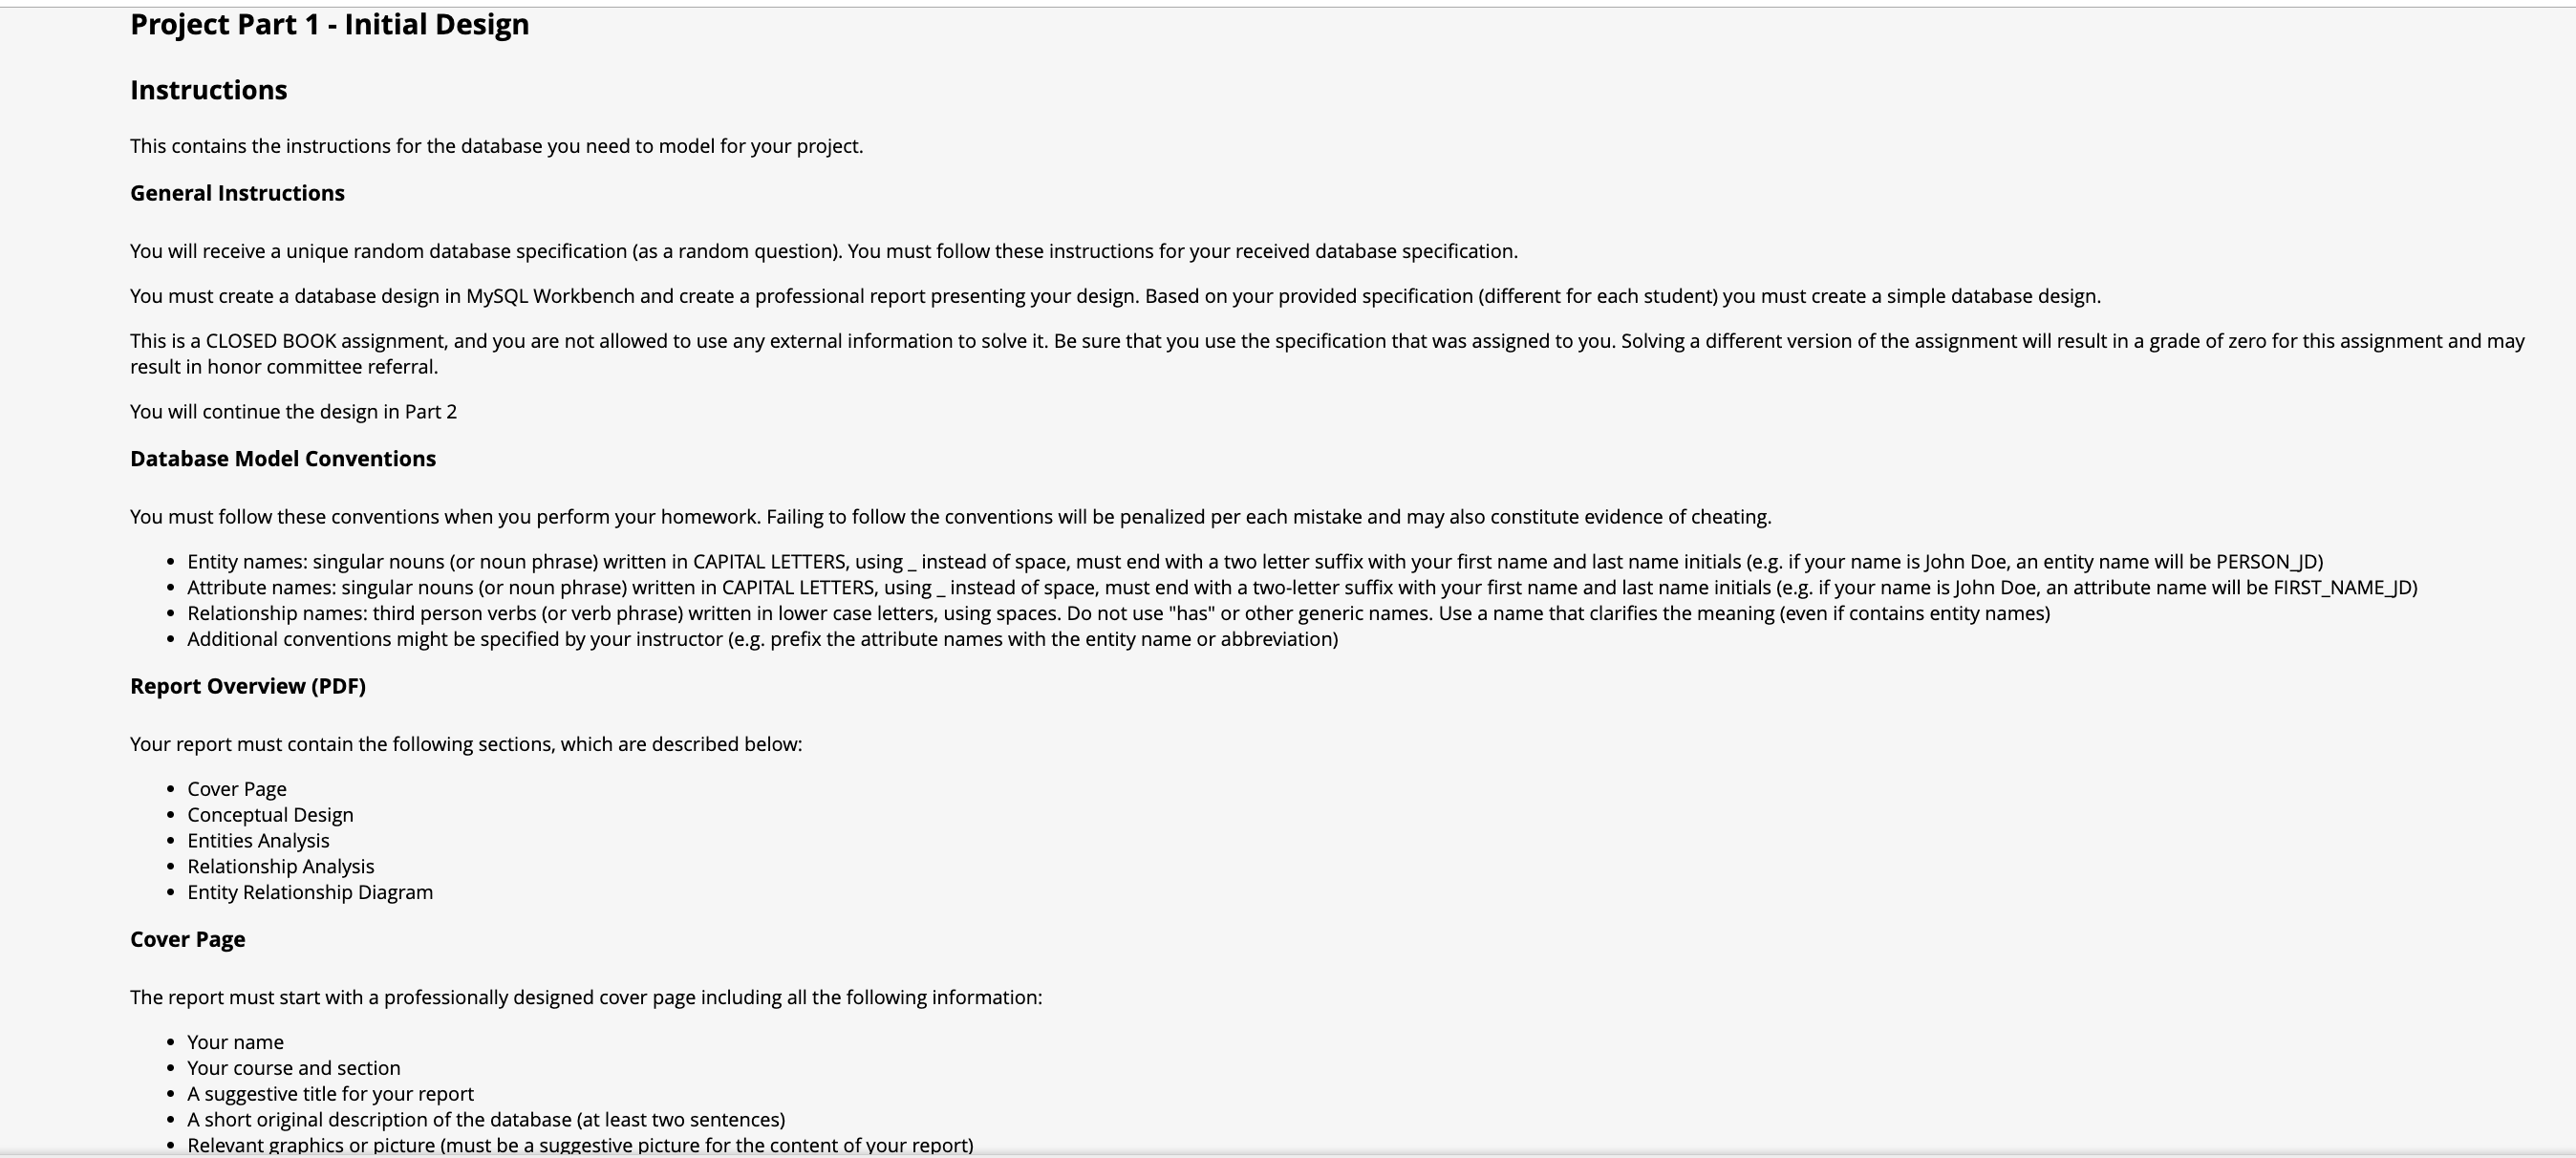 Project Part 1 - Initial Design
Instructions
This contains the instructions for the database you need to model for your project.
General Instructions
You will receive a unique random database specification (as a random question). You must follow these instructions for your received database specification.
You must create a database design in MySQL Workbench and create a professional report presenting your design. Based on your provided specification (different for each student) you must create a simple database design.
This is a CLOSED BOOK assignment, and you are not allowed to use any external information to solve it. Be sure that you use the specification that was assigned to you. Solving a different version of the assignment will result in a grade of zero for this assignment and may
result in honor committee referral.
You will continue the design in Part 2
Database Model Conventions
You must follow these conventions when you perform your homework. Failing to follow the conventions will be penalized per each mistake and may also constitute evidence of cheating.
• Entity names: singular nouns (or noun phrase) written in CAPITAL LETTERS, using _ instead of space, must end with a two letter suffix with your first name and last name initials (e.g. if your name is John Doe, an entity name will be PERSON_JD)
• Attribute names: singular nouns (or noun phrase) written in CAPITAL LETTERS, using _ instead of space, must end with a two-letter suffix with your first name and last name initials (e.g. if your name is John Doe, an attribute name will be FIRST_NAME_JD)
• Relationship names: third person verbs (or verb phrase) written in lower case letters, using spaces. Do not use "has" or other generic names. Use a name that clarifies the meaning (even if contains entity names)
• Additional conventions might be specified by your instructor (e.g. prefix the attribute names with the entity name or abbreviation)
Report Overview (PDF)
Your report must contain the following sections, which are described below:
• Cover Page
• Conceptual Design
• Entities Analysis
• Relationship Analysis
• Entity Relationship Diagram
Cover Page
The report must start with a professionally designed cover page including all the following information:
• Your name
• Your course and section
• A suggestive title for your report
• A short original description of the database (at least two sentences)
• Relevant graphics or picture (must be a suggestive picture for the content of your report)